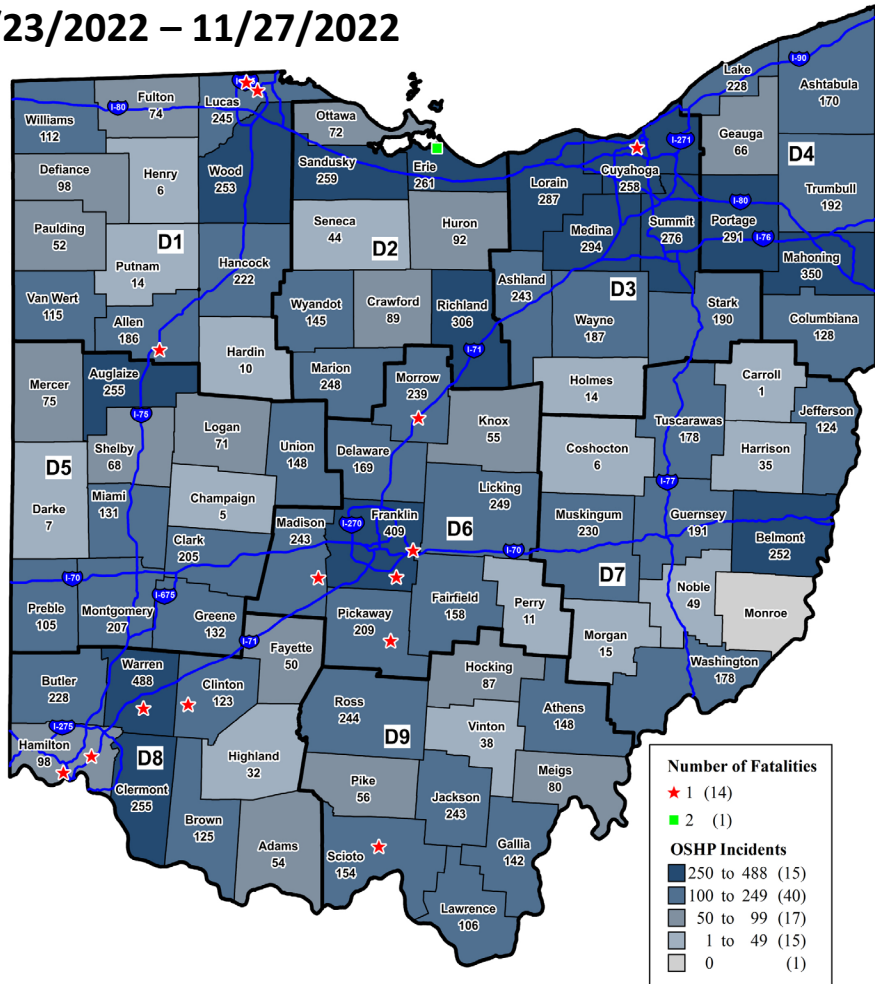 /23/2022 – 11/27/2022
I-90
Lake
228
Ashtabula
170
Fulton
74
I-80
Lucas
245
Williams
112
Ottawa
72
I-271
Geauga
66
D4
Defiance
98
Henry
6
Wood
253
Sandusky
259
Erie
261
Cuyahoga
258
Lorain
287
Trumbull
192
I-80
Paulding
52
D1
Seneca
44
D2
Huron
92
Medina
294
Summit
276
Portage
291
I-76
Mahoning
350
Putnam
14
Hancock
222
Van Wert
115
Allen
186
Wyandot
145
Crawford
89
Richland
306
Ashland
243
D3
Wayne
187
Stark
190
Columbiana
128
Hardin
10
Marion
248
I-71
Auglaize
255
Mercer
75
Morrow
239
Holmes
14
Carroll
1
Jefferson
124
I-75
Logan
71
Union
148
Knox
55
Tuscarawas
178
Shelby
68
Delaware
169
Coshocton
6
Harrison
35
D5
Darke
7
Miami
131
Champaign
5
Licking
249
I-77
Madison
243
I-270
Franklin
409
D6
Muskingum
230
Guernsey
191
Belmont
252
Clark
205
I-70
I-70
D7
Noble
49
Monroe
I-675
Preble
105
Montgomery
207
Greene
132
Pickaway
209
Fairfield
158
Perry
11
Morgan
15
I-71
Fayette
50
Washington
178
Butler
228
Warren
488
Clinton
123
Hocking
87
Ross
244
Athens
148
I-275
Hamilton
98
D8
Clermont
255
Highland
32
D9
Vinton
38
Meigs
80
Pike
56
Jackson
243
Brown
125
Adams
54
Scioto
154
Gallia
142
Lawrence
106
Number of Fatalities
1 (14)
2 (1)
OSHP Incidents
250 to 488 (15)
100 to 249 (40)
50 to 99 (17)
1 to 49 (15)
0 (1)